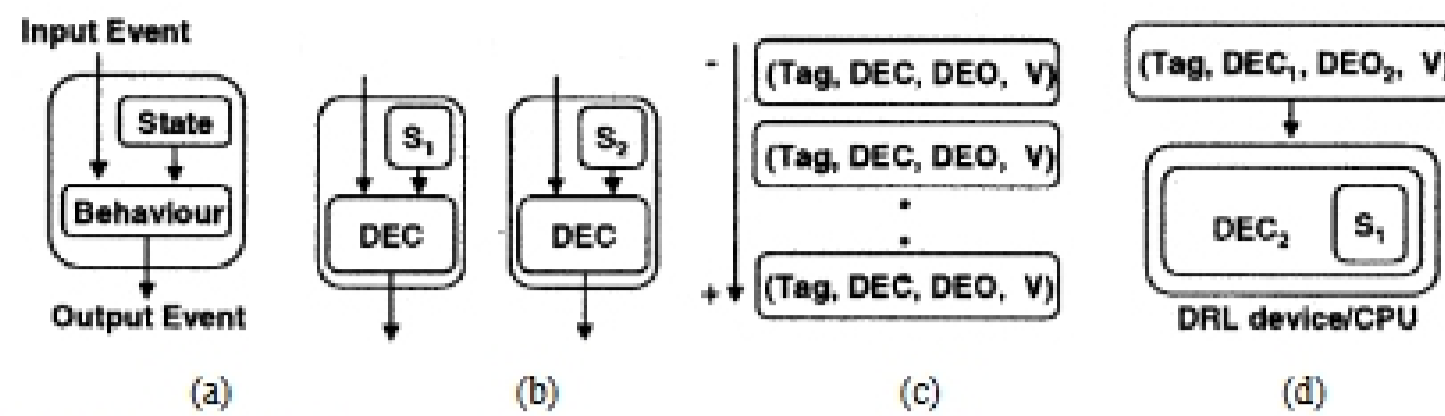 Input Event
State
Behaviour
Output Event
(a)
S₁
DEC
S₂
DEC
(b)
-
(Tag, DEC, DEO, V)
(Tag, DEC, DEO, V)
.
.
+ (Tag, DEC, DEO, V)
(c)
(Tag, DEC₁, DEO₂, V)
DEC₂ S₁
DRL device/CPU
(d)